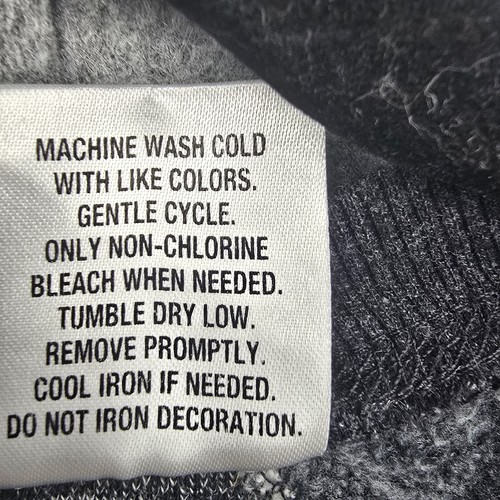 MACHINE WASH COLD
WITH LIKE COLORS.
GENTLE CYCLE.
ONLY NON-CHLORINE
BLEACH WHEN NEEDED.
TUMBLE DRY LOW.
REMOVE PROMPTLY.
COOL IRON IF NEEDED.
DO NOT IRON DECORATION.